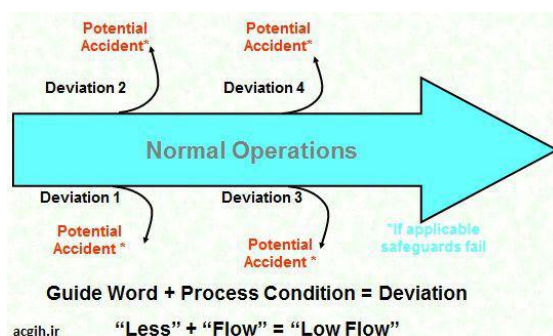 Potential
Accident*
Potential
Accident*
Deviation 2
Deviation 4
Normal Operations
Deviation 1
Deviation 3
Potential
Accident *
Potential
Accident *
*If applicable
safeguards fail
Guide Word + Process Condition = Deviation
acgih.ir
“Less” + “Flow” = “Low Flow”